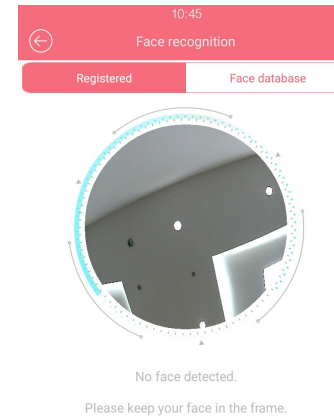 10:45
Face recognition
Registered
Face database
No face detected.
Please keep your face in the frame.